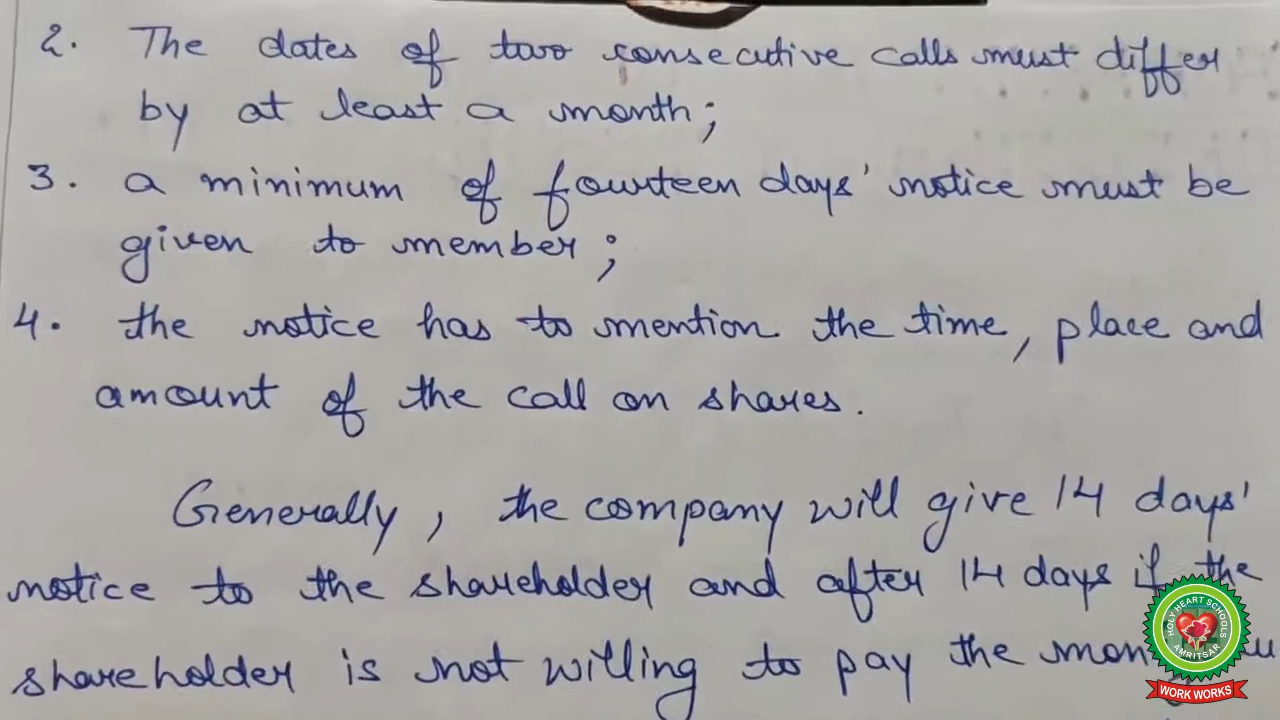 2. The dates of two consecutive calls must differ
by at least a month;
3. a minimum of fourteen days' notice must be
given to member;
4. the notice has to mention the time, place and
amount of the call on shares.
Generally, the company will give 14 days'
notice to the shareholder and after 14 days if the
shareholder is not willing to pay the
HOLY HEART SCHOOLS
AMRITSAR
WORK WORKS